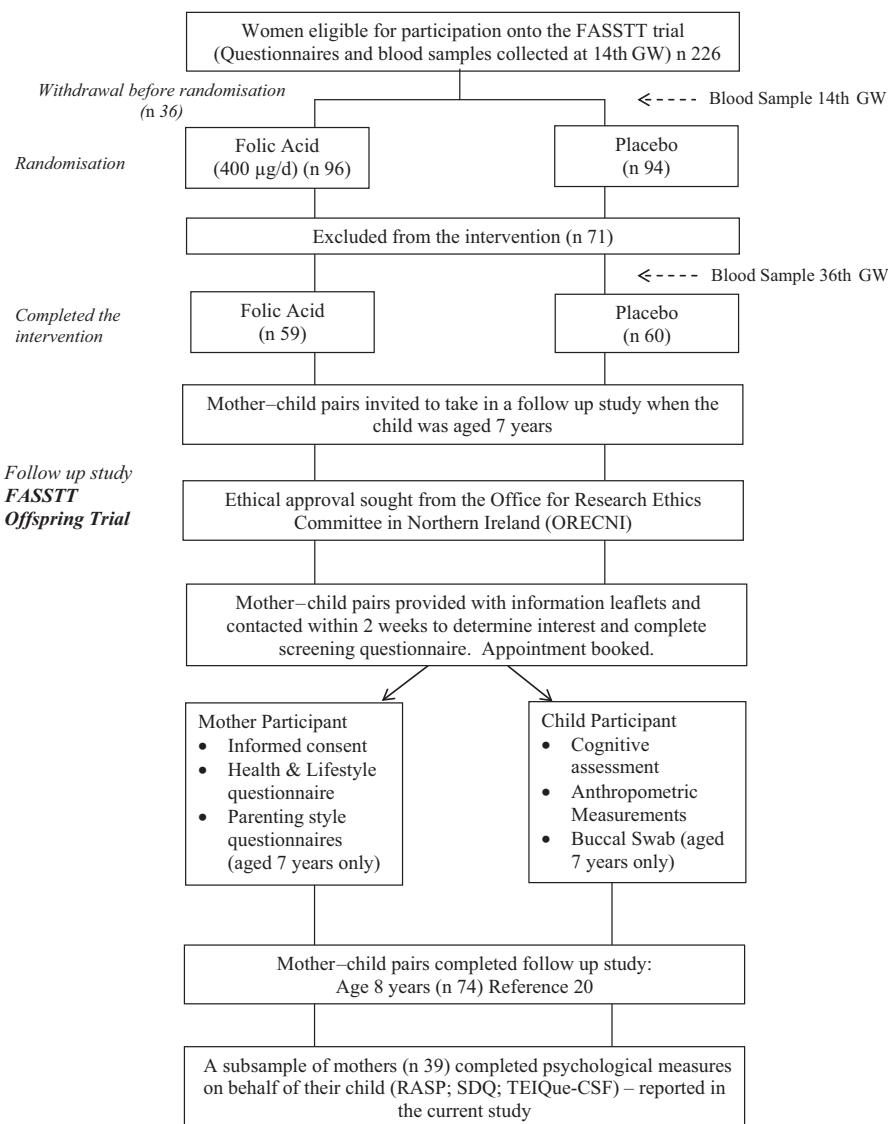 Women eligible for participation onto the FASSTT trial
(Questionnaires and blood samples collected at 14th GW) n 226
Withdrawal before randomisation
(n 36)
Blood Sample 14th GW
Randomisation
Folic Acid
(400 µg/d) (n 96)
Placebo
(n 94)
Excluded from the intervention (n 71)
Blood Sample 36th GW
Completed the
intervention
Folic Acid
(n 59)
Placebo
(n 60)
Mother–child pairs invited to take in a follow up study when the
child was aged 7 years
Follow up study
FASSTT
Offspring Trial
Ethical approval sought from the Office for Research Ethics
Committee in Northern Ireland (ORECNI)
Mother–child pairs provided with information leaflets and
contacted within 2 weeks to determine interest and complete
screening questionnaire. Appointment booked.
Mother Participant
• Informed consent
• Health & Lifestyle
questionnaire
• Parenting style
questionnaires
(aged 7 years only)
Child Participant
• Cognitive
assessment
• Anthropometric
Measurements
• Buccal Swab (aged
7 years only)
Mother–child pairs completed follow up study:
Age 8 years (n 74) Reference 20
A subsample of mothers (n 39) completed psychological measures
on behalf of their child (RASP; SDQ; TEIQue-CSF) – reported in
the current study